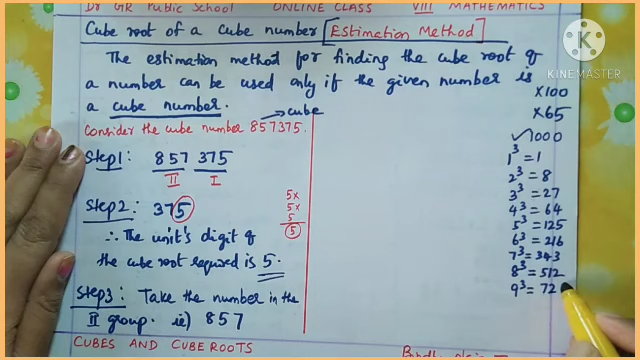 Dr GR Public School ONLINE CLASS VIII MATHEMATICS
Cube root of a Cube number [Estimation Method]
The estimation method for finding the cube root of
a number can be used only if the given number is
a cube number.
→ cube
Consider the cube number 857375.
Step1: 857 375
II I
Step2: 375
∴ The unit's digit of
the cube root required is 5.
Step3: Take the number in the
II group. ie) 857
5×
5×
5
5
KINEMASTER
×100
×65
✓1000
1³ = 1
2³ = 8
3³ = 27
4³ = 64
5³ = 125
6³ = 216
7³ = 343
8³ = 512
9³ = 72
CUBES AND CUBEROOTS